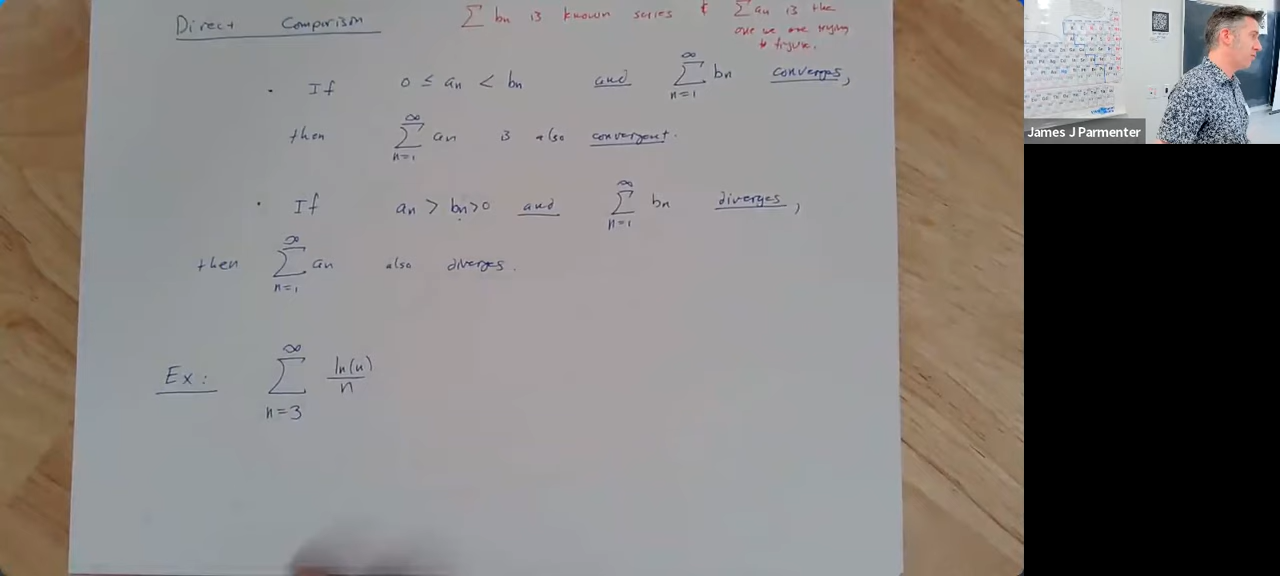 Direct Comparison
∑ bn is known series & ∑ an is the
one we are trying
to figure.
• If 0 ≤ an < bn and ∞∑n=1 bn converges,
then ∞∑n=1 an is also convergent.
• If an > bn > 0 and ∞∑n=1 bn diverges,
then ∞∑n=1 an also diverges.
Ex: ∞∑n=3 ln(n)/n
James J Parmenter